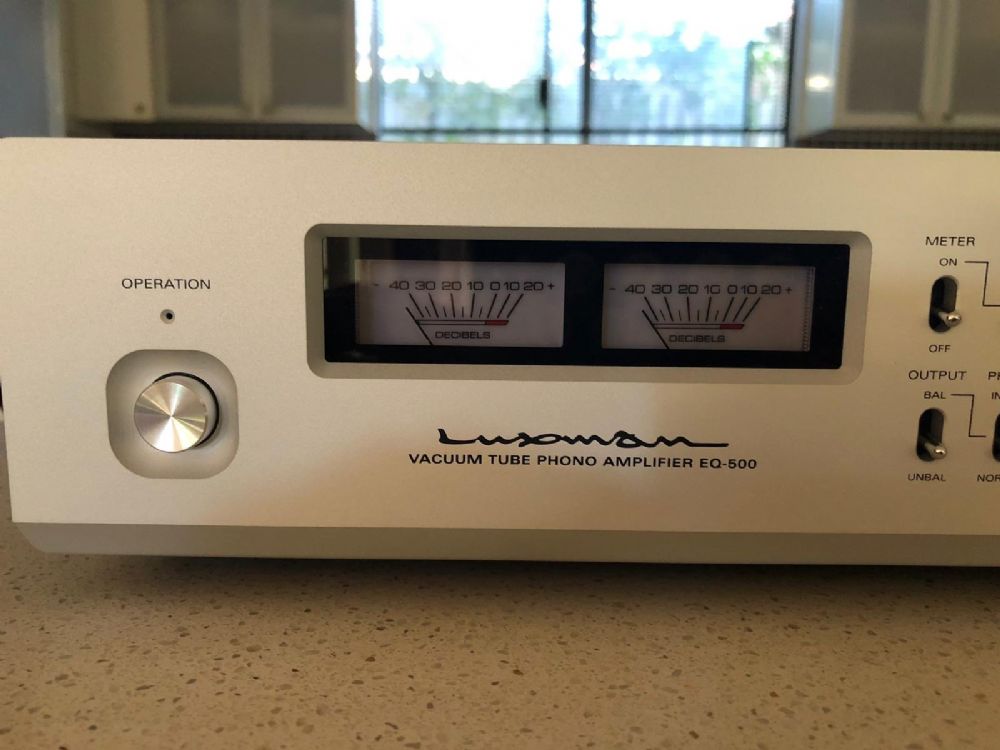 OPERATION
- 40 30 20 10 0 10 20 +
DECIBELS
- 40 30 20 10 0 10 20 +
DECIBELS
Luxman
VACUUM TUBE PHONO AMPLIFIER EQ-500
METER
ON
OFF
OUTPUT
BAL
UNBAL